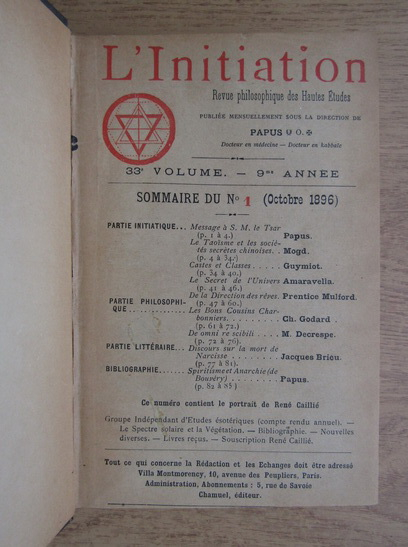 L'Initiation
Revue philosophique des Hautes Études
PUBLIÉE MENSUELLEMENT SOUS LA DIRECTION DE
PAPUS
Docteur en médecine — Docteur en kabbale
33e VOLUME. — 9me ANNEE
SOMMAIRE DU No 1 (Octobre 1896)
PARTIE INITIATIQUE... Message à S. M. le Tsar
(p. 1 à 4.) Papus.
Le Taoïsme et les socié-
tés secrètes chinoises. . Mogd.
(p. 4 à 34.)
Castes et Classes . . . . . Guymiot.
(p. 34 à 40.)
Le Secret de l'Univers Amaravella.
(p. 41 à 46.)
De la Direction des rêves. Prentice Mulford.
PARTIE PHILOSOPHI- (p. 47 à 60.)
QUE............... Les Bons Cousins Char-
bonniers. . . . . . . . . Ch. Godard.
(p. 61 à 72.)
De omni re scibili . . . . M. Decrespe.
(p. 72 à 76).
PARTIE LITTÉRAIRE... Discours sur la mort de
Narcisse . . . . . . . . Jacques Brieu.
(p. 77 à 81).
BIBLIOGRAPHIE....... Spiritisme et Anarchie (de
Bouvéry) . . . . . . . . Papus.
(p. 82 à 85)
Ce numéro contient le portrait de René Caillié
Groupe Indépendant d'Etudes ésotériques (compte rendu annuel). —
Le Spectre solaire et la Végétation. — Bibliographie. — Nouvelles
diverses. — Livres reçus. — Souscription René Caillié.
Tout ce qui concerne la Rédaction et les Echanges doit être adressé
Villa Montmorency, 10, avenue des Peupliers, Paris.
Administration, Abonnements : 5, rue de Savoie
Chamuel, éditeur.